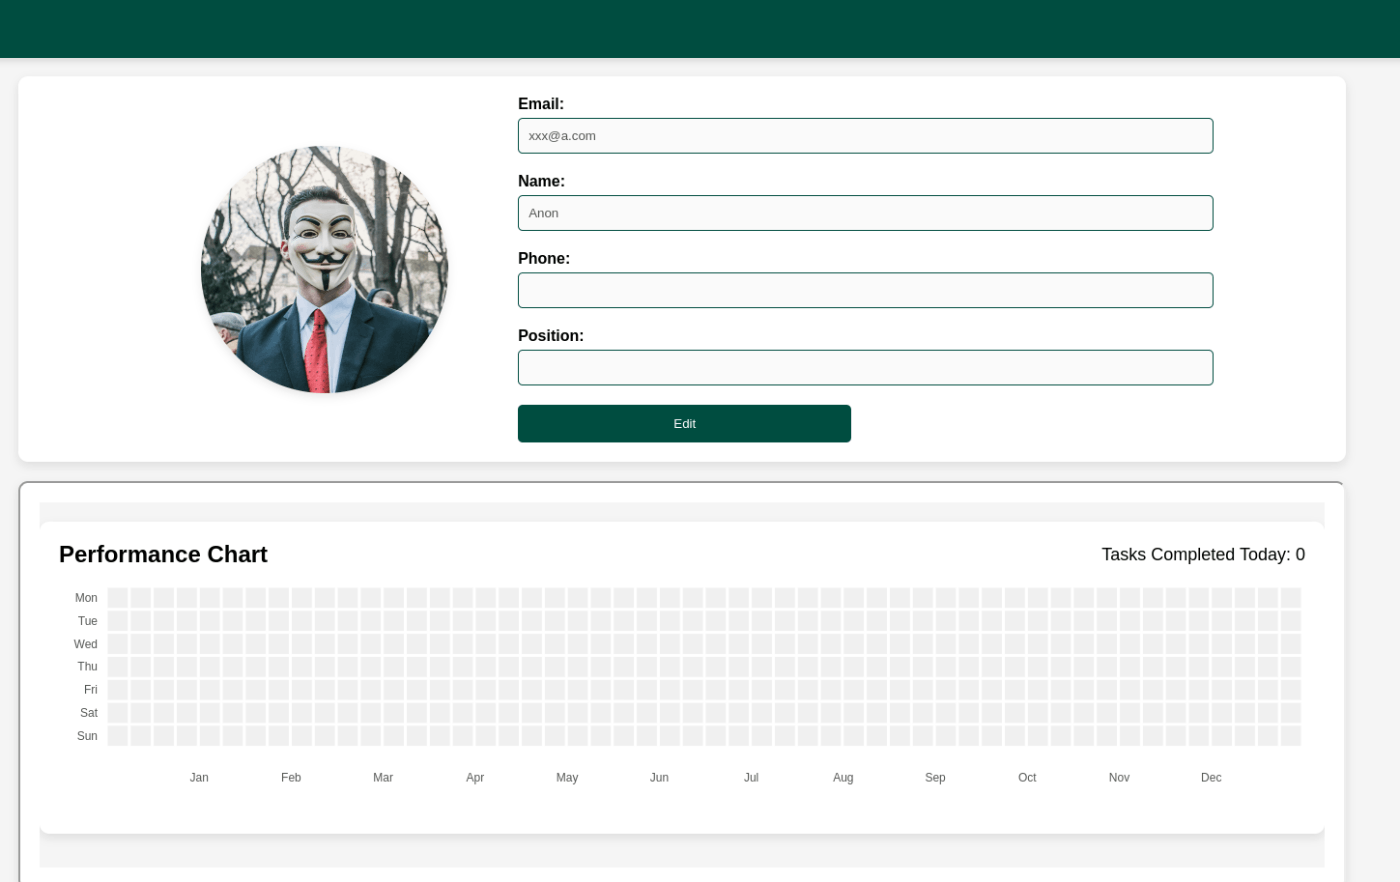 Email:
xxx@a.com
Name:
Anon
Phone:
Position:
Edit
Performance Chart
Tasks Completed Today: 0
Mon
Tue
Wed
Thu
Fri
Sat
Sun
Jan Feb Mar Apr May Jun Jul Aug Sep Oct Nov Dec